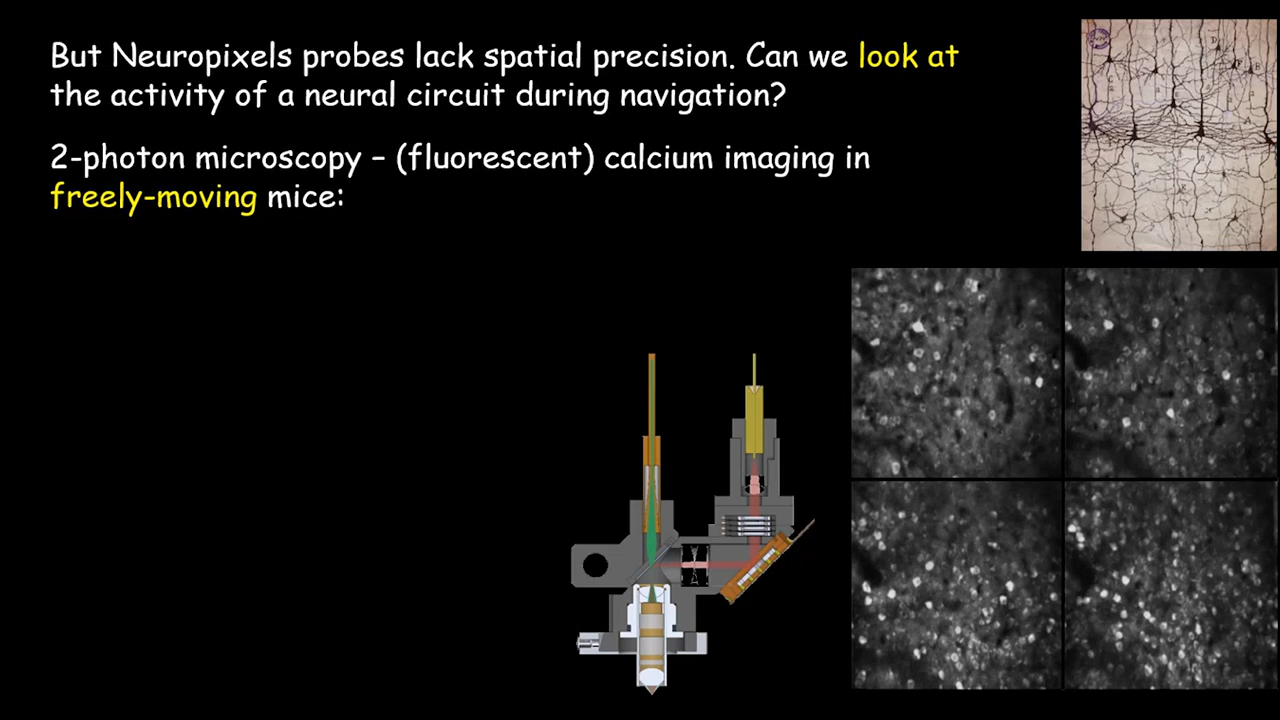 But Neuropixels probes lack spatial precision. Can we look at
the activity of a neural circuit during navigation?
2-photon microscopy – (fluorescent) calcium imaging in
freely-moving mice: